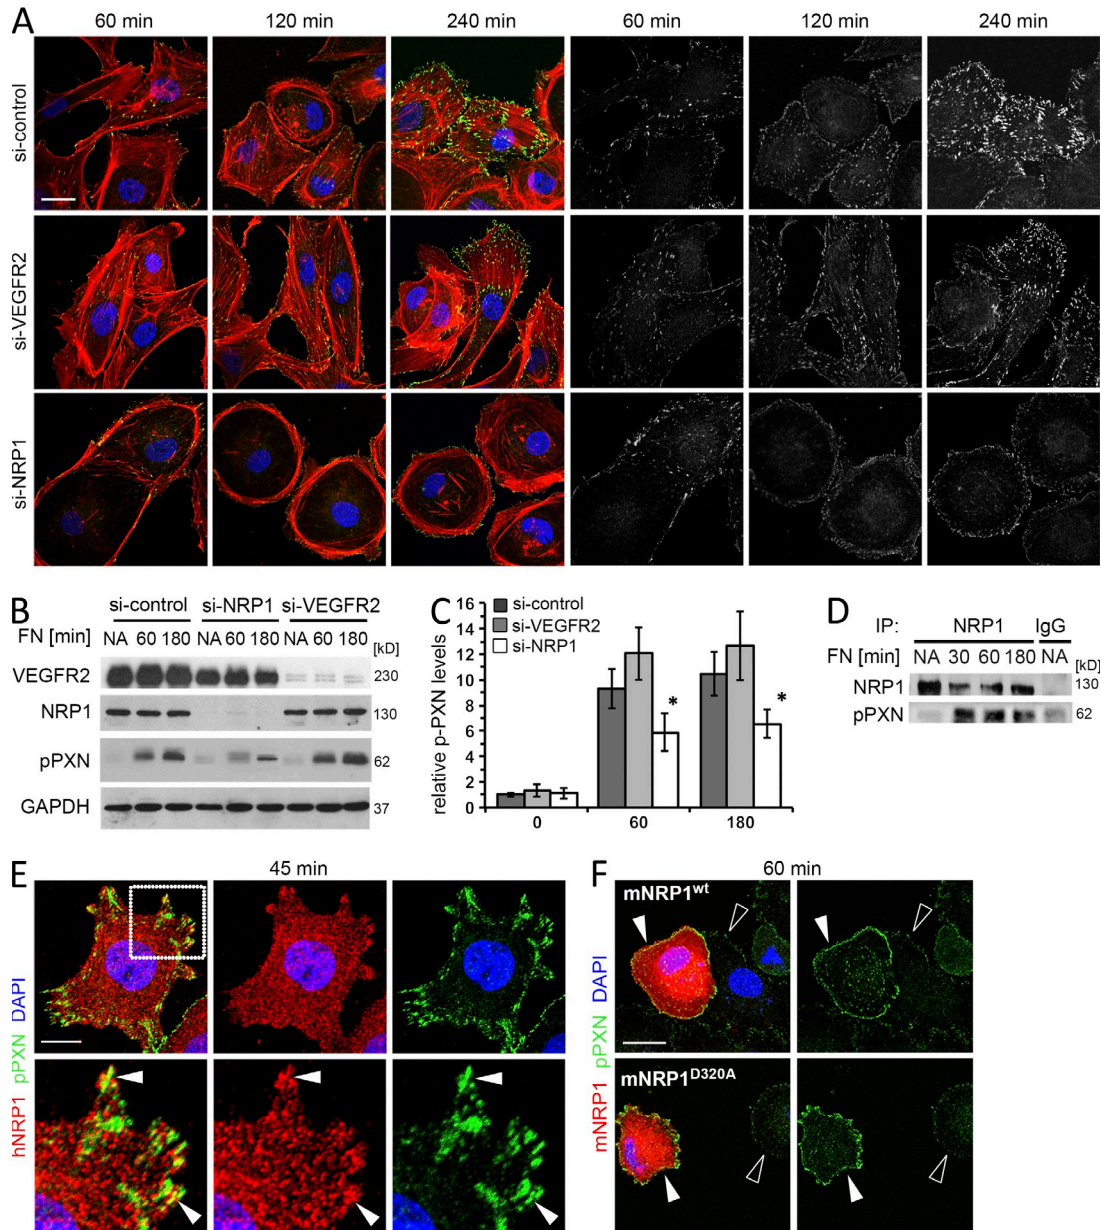 A
60 min 120 min 240 min 60 min 120 min 240 min
si-control
si-VEGFR2
si-NRP1
B
si-control si-NRP1 si-VEGFR2
FN [min] NA 60 180 NA 60 180 NA 60 180 [kD]
VEGFR2 230
NRP1 130
pPXN 62
GAPDH 37
C
relative p-PXN levels
16
14
12
10
8
6
4
2
0
si-control
si-VEGFR2
si-NRP1
* *
0 60 180
D
IP: NRP1 IgG
FN [min] NA 30 60 180 NA [kD]
NRP1 130
pPXN 62
E
45 min
hNRP1 pPXN DAPI
F
60 min
mNRP1 pPXN DAPI
mNRP1wt
mNRP1D320A